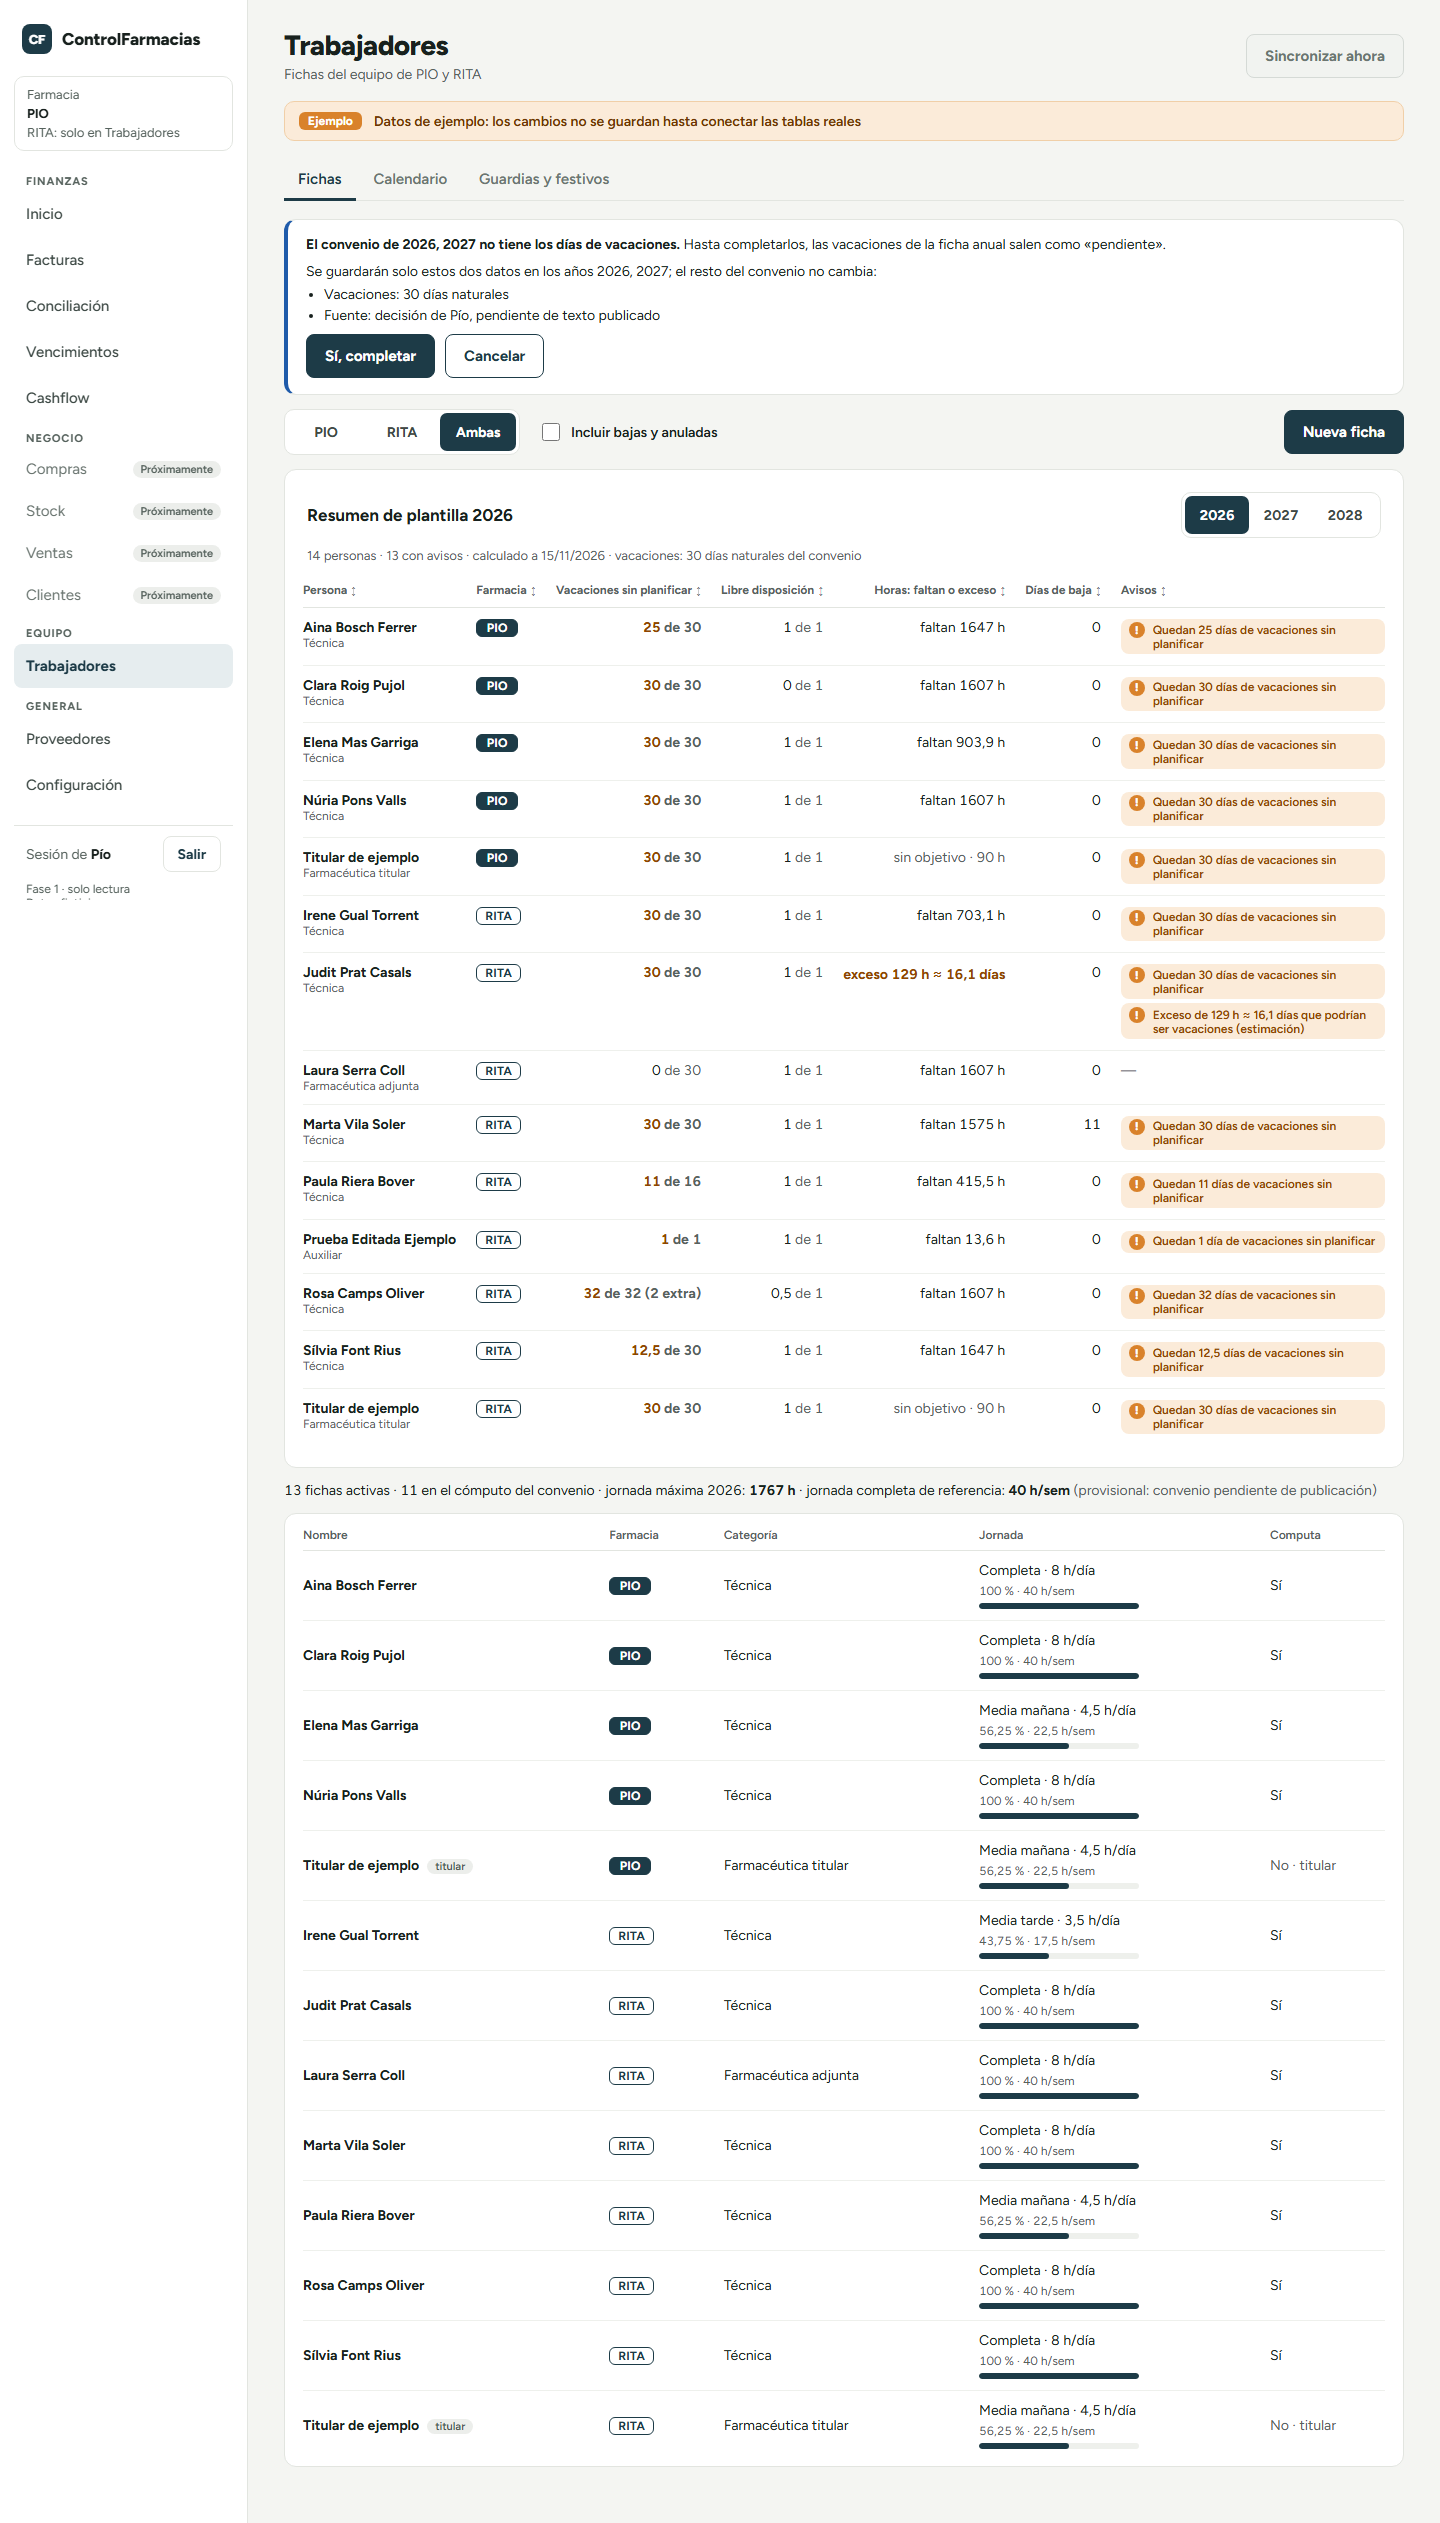 CF ControlFarmacias
Farmacia
PIO
RITA: solo en Trabajadores
FINANZAS
Inicio
Facturas
Conciliación
Vencimientos
Cashflow
NEGOCIO
Compras Próximamente
Stock Próximamente
Ventas Próximamente
Clientes Próximamente
EQUIPO
Trabajadores
GENERAL
Proveedores
Configuración
Sesión de Pío Salir
Fase 1 · solo lectura
Trabajadores
Fichas del equipo de PIO y RITA
Sincronizar ahora
Ejemplo Datos de ejemplo: los cambios no se guardan hasta conectar las tablas reales
Fichas Calendario Guardias y festivos
El convenio de 2026, 2027 no tiene los días de vacaciones. Hasta completarlos, las vacaciones de la ficha anual salen como «pendiente».
Se guardarán solo estos dos datos en los años 2026, 2027; el resto del convenio no cambia:
• Vacaciones: 30 días naturales
• Fuente: decisión de Pío, pendiente de texto publicado
Sí, completar Cancelar
PIO RITA Ambas Incluir bajas y anuladas Nueva ficha
Resumen de plantilla 2026 2026 2027 2028
14 personas · 13 con avisos · calculado a 15/11/2026 · vacaciones: 30 días naturales del convenio
Persona ↕ Farmacia ↕ Vacaciones sin planificar ↕ Libre disposición ↕ Horas: faltan o exceso ↕ Días de baja ↕ Avisos ↕
Aina Bosch Ferrer PIO 25 de 30 1 de 1 faltan 1647 h 0 ! Quedan 25 días de vacaciones sin
Técnica planificar
Clara Roig Pujol PIO 30 de 30 0 de 1 faltan 1607 h 0 ! Quedan 30 días de vacaciones sin
Técnica planificar
Elena Mas Garriga PIO 30 de 30 1 de 1 faltan 903,9 h 0 ! Quedan 30 días de vacaciones sin
Técnica planificar
Núria Pons Valls PIO 30 de 30 1 de 1 faltan 1607 h 0 ! Quedan 30 días de vacaciones sin
Técnica planificar
Titular de ejemplo PIO 30 de 30 1 de 1 sin objetivo · 90 h 0 ! Quedan 30 días de vacaciones sin
Farmacéutica titular planificar
Irene Gual Torrent RITA 30 de 30 1 de 1 faltan 703,1 h 0 ! Quedan 30 días de vacaciones sin
Técnica planificar
Judit Prat Casals RITA 30 de 30 1 de 1 exceso 129 h ≈ 16,1 días 0 ! Quedan 30 días de vacaciones sin
Técnica planificar
! Exceso de 129 h ≈ 16,1 días que podrían
ser vacaciones (estimación)
Laura Serra Coll RITA 0 de 30 1 de 1 faltan 1607 h 0 —
Farmacéutica adjunta
Marta Vila Soler RITA 30 de 30 1 de 1 faltan 1575 h 11 ! Quedan 30 días de vacaciones sin
Técnica planificar
Paula Riera Bover RITA 11 de 16 1 de 1 faltan 415,5 h 0 ! Quedan 11 días de vacaciones sin
Técnica planificar
Prueba Editada Ejemplo RITA 1 de 1 1 de 1 faltan 13,6 h 0 ! Quedan 1 día de vacaciones sin planificar
Auxiliar
Rosa Camps Oliver RITA 32 de 32 (2 extra) 0,5 de 1 faltan 1607 h 0 ! Quedan 32 días de vacaciones sin
Técnica planificar
Sílvia Font Rius RITA 12,5 de 30 1 de 1 faltan 1647 h 0 ! Quedan 12,5 días de vacaciones sin
Técnica planificar
Titular de ejemplo RITA 30 de 30 1 de 1 sin objetivo · 90 h 0 ! Quedan 30 días de vacaciones sin
Farmacéutica titular planificar
13 fichas activas · 11 en el cómputo del convenio · jornada máxima 2026: 1767 h · jornada completa de referencia: 40 h/sem (provisional: convenio pendiente de publicación)
Nombre Farmacia Categoría Jornada Computa
Aina Bosch Ferrer PIO Técnica Completa · 8 h/día Sí
100 % · 40 h/sem
Clara Roig Pujol PIO Técnica Completa · 8 h/día Sí
100 % · 40 h/sem
Elena Mas Garriga PIO Técnica Media mañana · 4,5 h/día Sí
56,25 % · 22,5 h/sem
Núria Pons Valls PIO Técnica Completa · 8 h/día Sí
100 % · 40 h/sem
Titular de ejemplo titular PIO Farmacéutica titular Media mañana · 4,5 h/día No · titular
56,25 % · 22,5 h/sem
Irene Gual Torrent RITA Técnica Media tarde · 3,5 h/día Sí
43,75 % · 17,5 h/sem
Judit Prat Casals RITA Técnica Completa · 8 h/día Sí
100 % · 40 h/sem
Laura Serra Coll RITA Farmacéutica adjunta Completa · 8 h/día Sí
100 % · 40 h/sem
Marta Vila Soler RITA Técnica Completa · 8 h/día Sí
100 % · 40 h/sem
Paula Riera Bover RITA Técnica Media mañana · 4,5 h/día Sí
56,25 % · 22,5 h/sem
Rosa Camps Oliver RITA Técnica Completa · 8 h/día Sí
100 % · 40 h/sem
Sílvia Font Rius RITA Técnica Completa · 8 h/día Sí
100 % · 40 h/sem
Titular de ejemplo titular RITA Farmacéutica titular Media mañana · 4,5 h/día No · titular
56,25 % · 22,5 h/sem